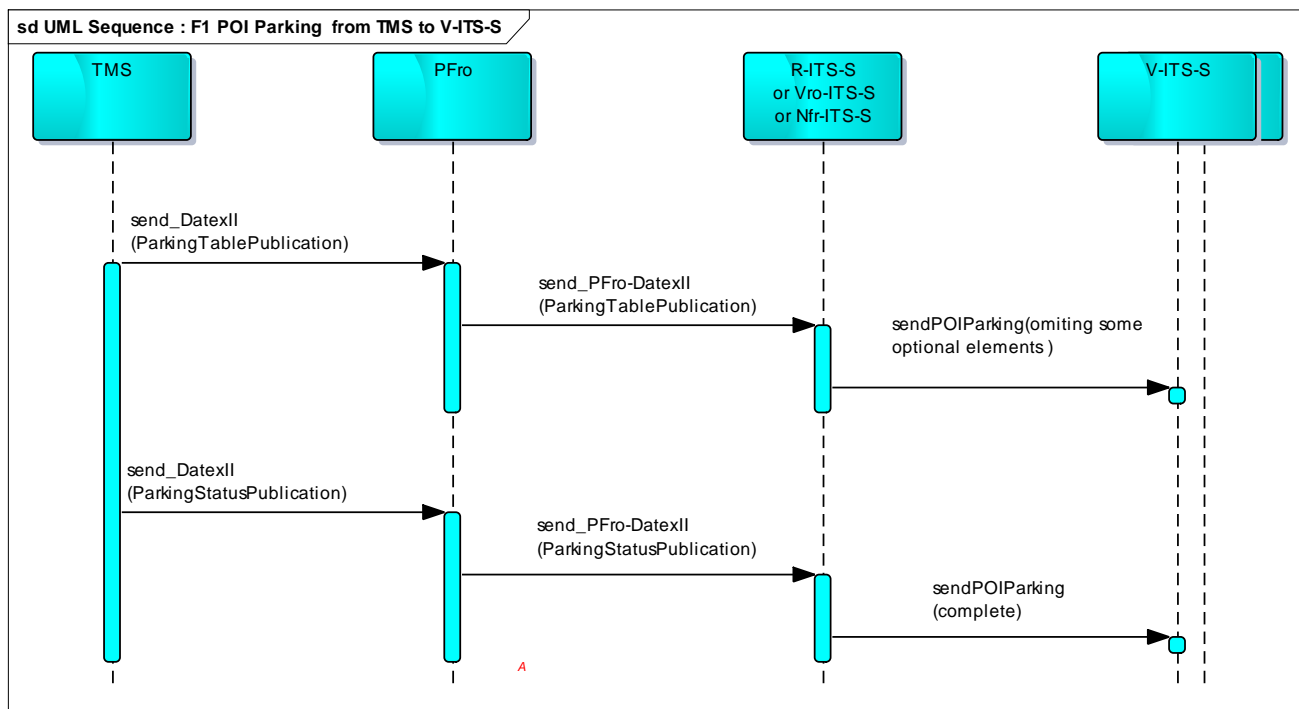 sd UML Sequence : F1 POI Parking from TMS to V-ITS-S
TMS
PFro
R-ITS-S
or Vro-ITS-S
or Nfr-ITS-S
V-ITS-S
send_DatexII
(ParkingTablePublication)
send_PFro-DatexII
(ParkingTablePublication)
sendPOIParking(omiting some
optional elements )
send_DatexII
(ParkingStatusPublication)
send_PFro-DatexII
(ParkingStatusPublication)
sendPOIParking
(complete)
A